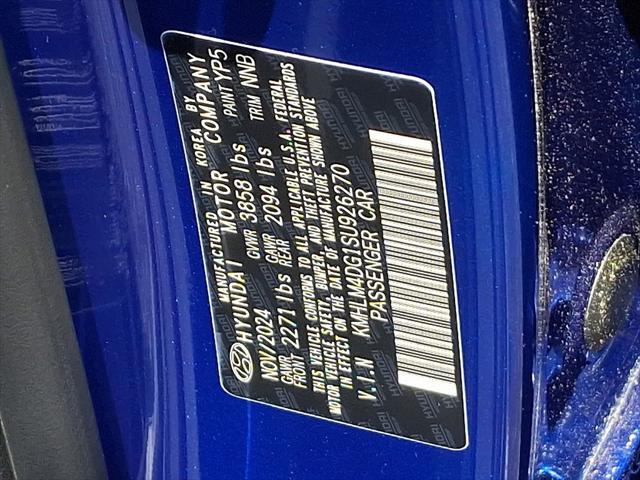 MANUFACTURED IN KOREA BY
HYUNDAI MOTOR COMPANY
NOV/2024 GVWR 3858 lbs PAINT YP5
GAWR FRONT 2271 lbs GAWR REAR 2094 lbs TRIM NNB
THIS VEHICLE CONFORMS TO ALL APPLICABLE U.S.A. FEDERAL
MOTOR VEHICLE SAFETY, BUMPER, AND THEFT PREVENTION STANDARDS
IN EFFECT ON THE DATE OF MANUFACTURE SHOWN ABOVE
V.I.N KMHLM4DG1SU926270
PASSENGER CAR